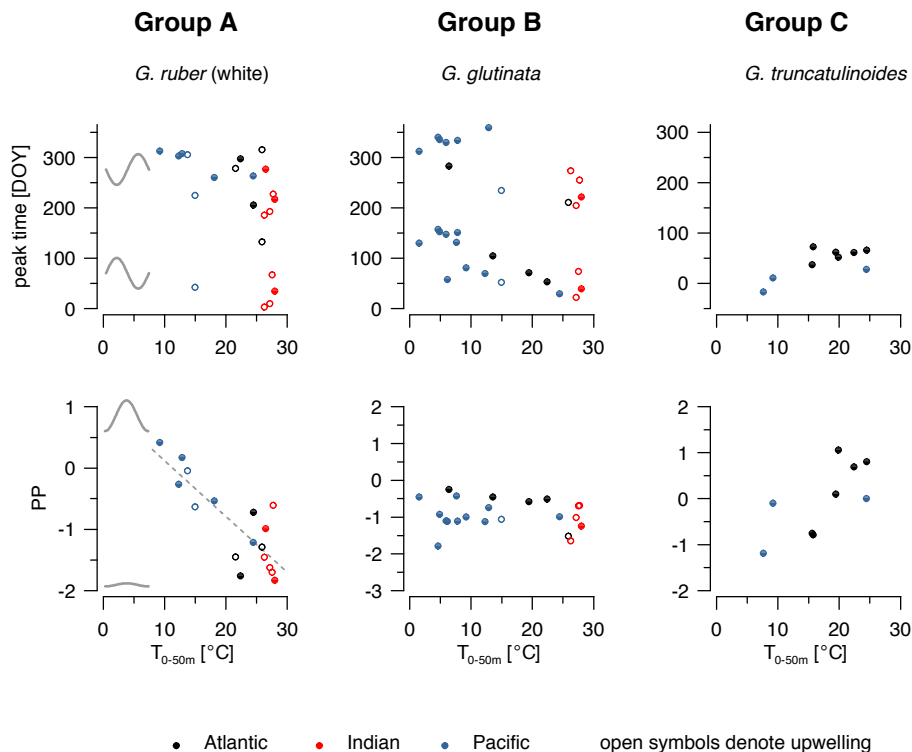 Group A Group B Group C
G. ruber (white) G. glutinata G. truncatulinoides
peak time [DOY]
300 300 300
200 200 200
100 100 100
0 0 0
0 10 20 30 0 10 20 30 0 10 20 30
PP
1 2 2
0 1 1
-1 0 0
-2 -1 -1
-2 -2
-3
0 10 20 30 0 10 20 30 0 10 20 30
T0-50m [°C] T0-50m [°C] T0-50m [°C]
Atlantic Indian Pacific open symbols denote upwelling